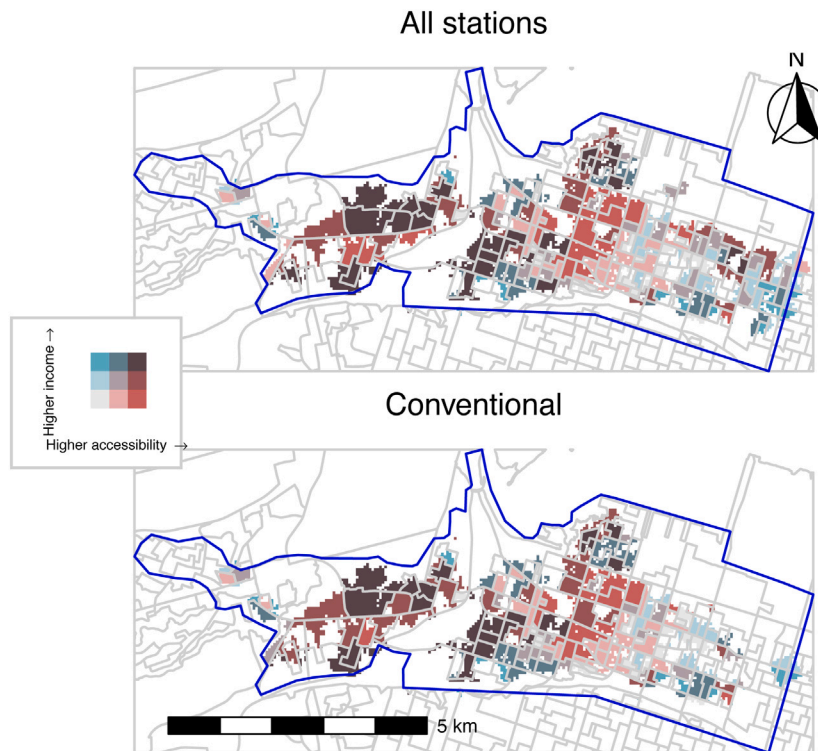 All stations
N
Higher income →
Higher accessibility →
Conventional
5 km